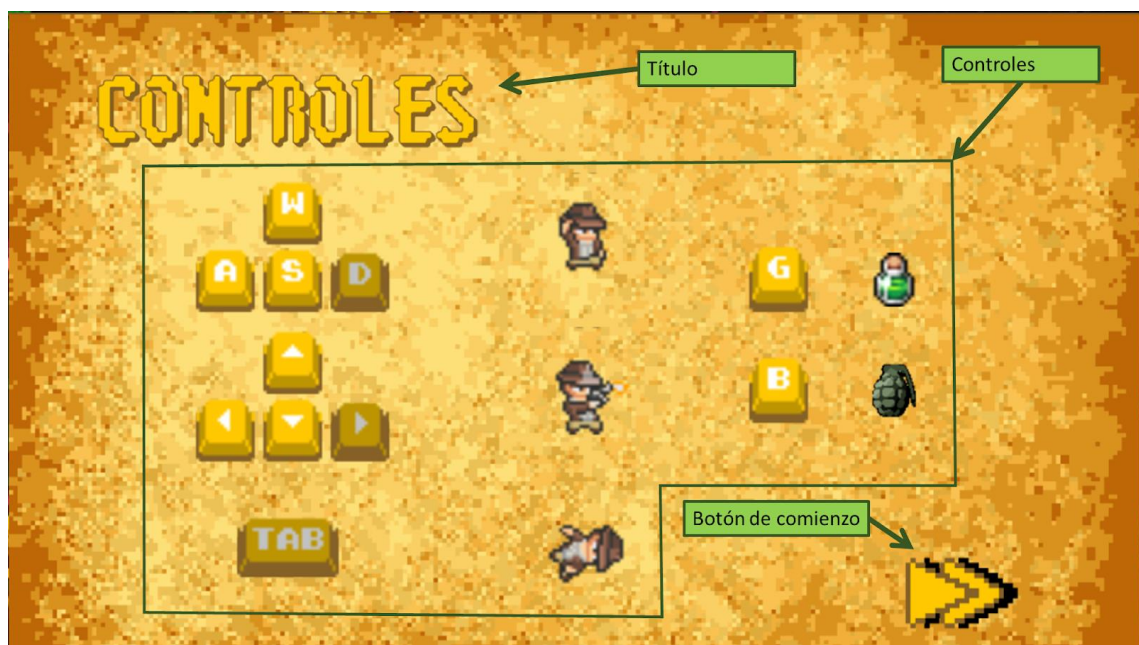 Título
Controles
CONTROLES
W
A S D
G
B
TAB
Botón de comienzo